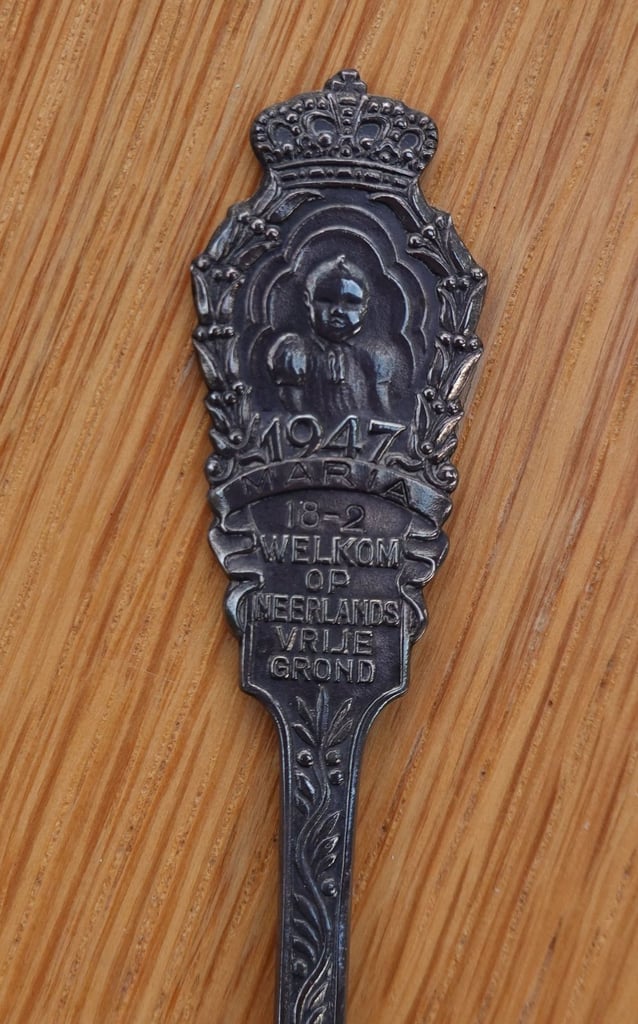 1947
MARIA
18-2
WELKOM
OP
NEERLANDS
VRIJE
GROND